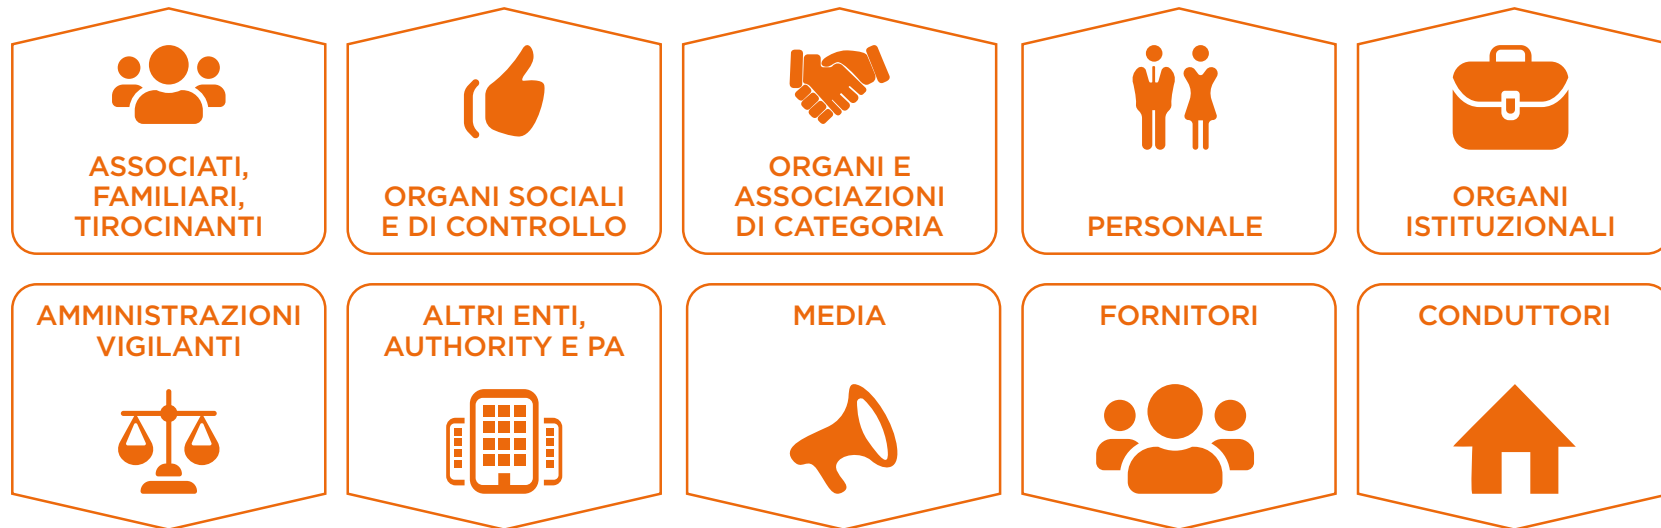 ASSOCIATI,
FAMILIARI,
TIROCINANTI
ORGANI SOCIALI
E DI CONTROLLO
ORGANI E
ASSOCIAZIONI
DI CATEGORIA
PERSONALE
ORGANI
ISTITUZIONALI
AMMINISTRAZIONI
VIGILANTI
ALTRI ENTI,
AUTHORITY E PA
MEDIA
FORNITORI
CONDUTTORI